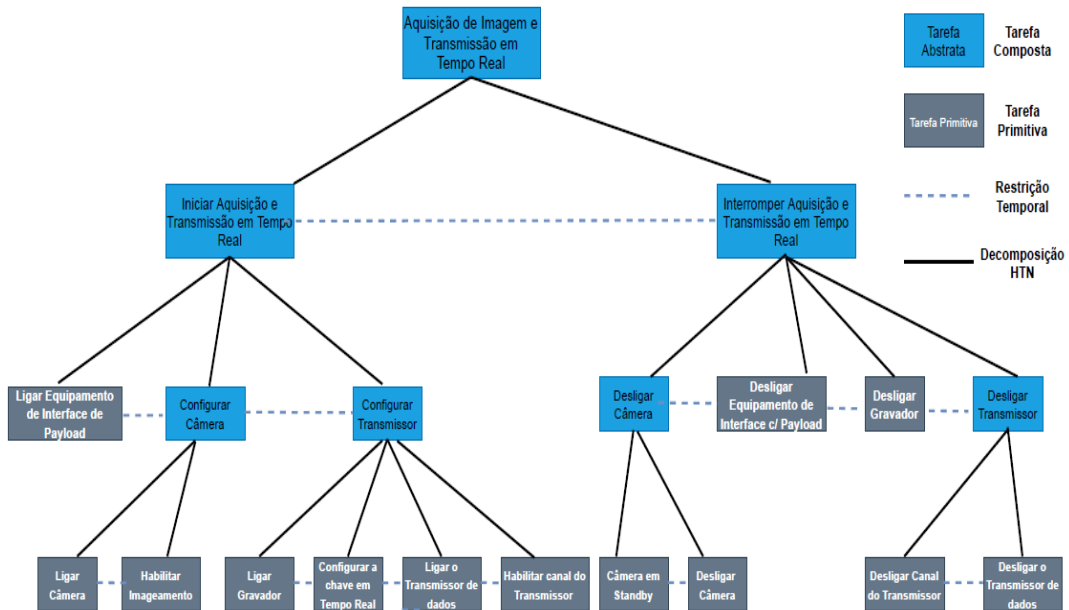 Aquisição de Imagem e
Transmissão em
Tempo Real
Tarefa
Abstrata
Tarefa
Composta
Tarefa Primitiva
Tarefa
Primitiva
Restrição
Temporal
Decomposição
HTN
Iniciar Aquisição e
Transmissão em Tempo
Real
Interromper Aquisição e
Transmissão em Tempo
Real
Ligar Equipamento
de Interface de
Payload
Configurar
Câmera
Configurar
Transmissor
Desligar
Câmera
Desligar
Equipamento de
Interface c/ Payload
Desligar
Gravador
Desligar
Transmissor
Ligar
Câmera
Habilitar
Imageamento
Ligar
Gravador
Configurar a
chave em
Tempo Real
Ligar o
Transmissor de
dados
Habilitar canal do
Transmissor
Câmera em
Standby
Desligar
Câmera
Desligar Canal
do Transmissor
Desligar o
Transmissor de
dados